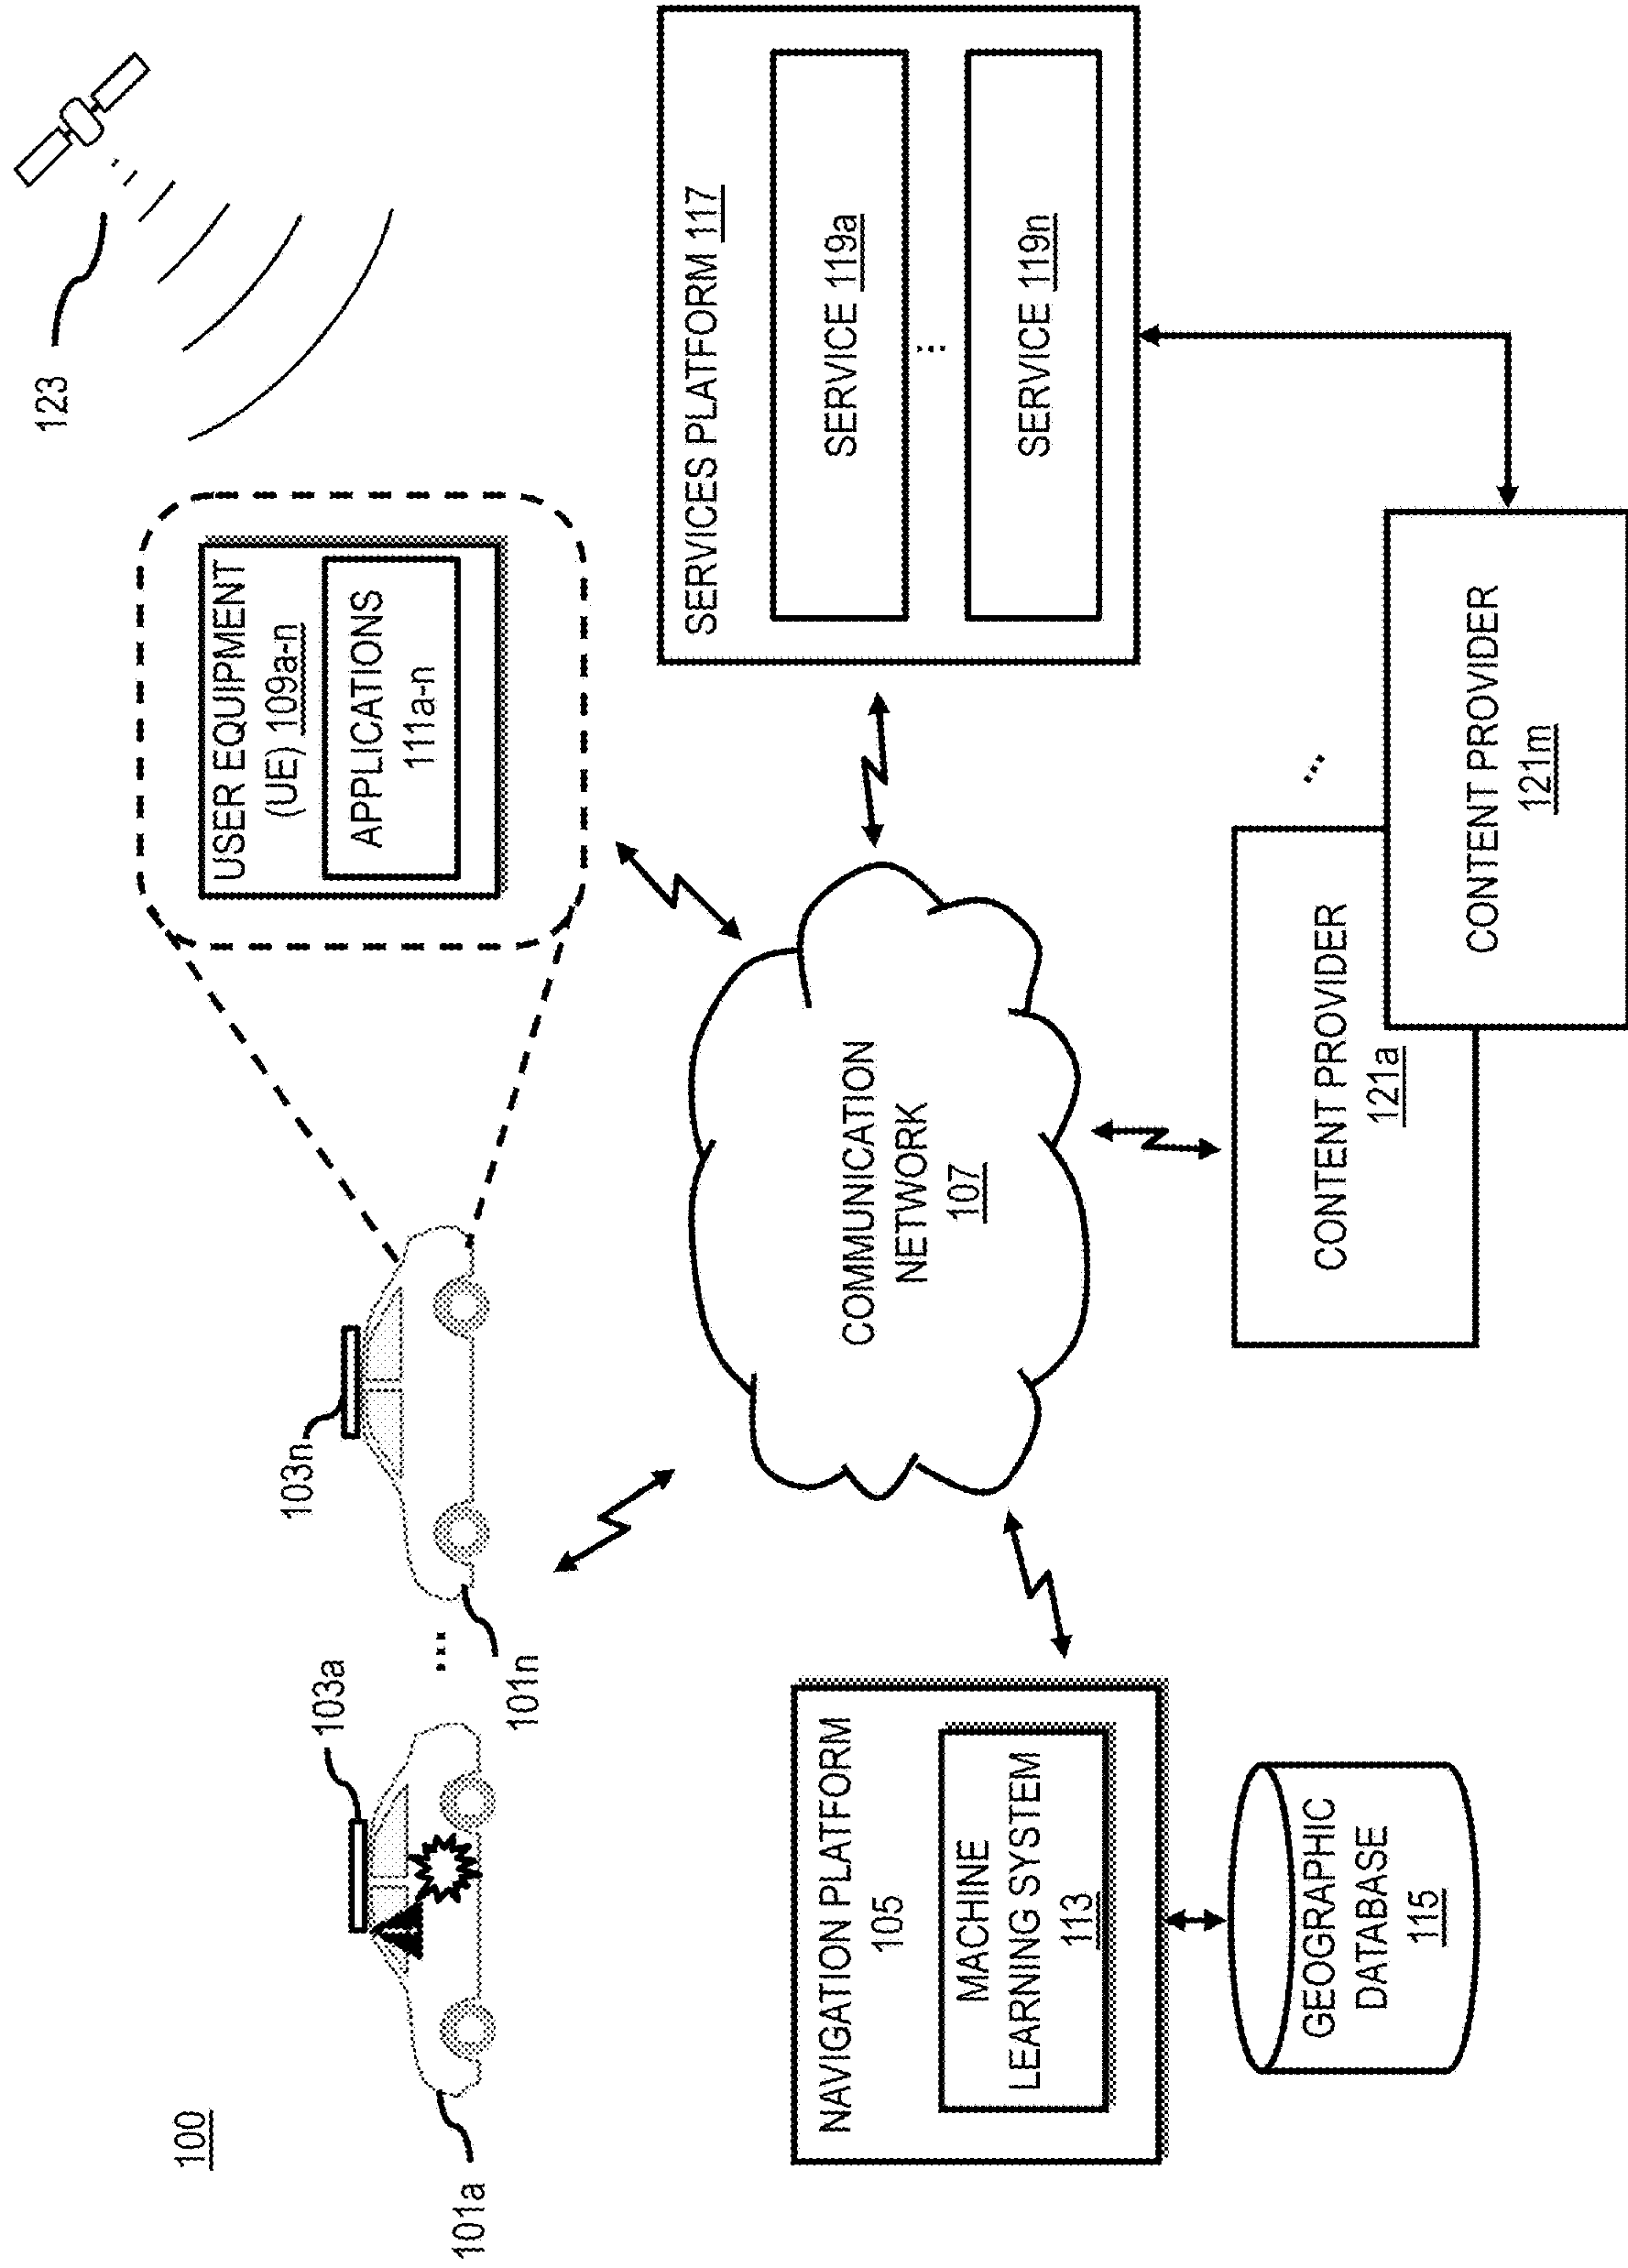 100
101a
103a
...
101n
103n
USER EQUIPMENT
(UE) 109a-n
APPLICATIONS
111a-n
123
NAVIGATION PLATFORM
105
MACHINE
LEARNING SYSTEM
113
GEOGRAPHIC
DATABASE
115
COMMUNICATION
NETWORK
107
SERVICES PLATFORM 117
SERVICE 119a
...
SERVICE 119n
CONTENT PROVIDER
121a
...
CONTENT PROVIDER
121m